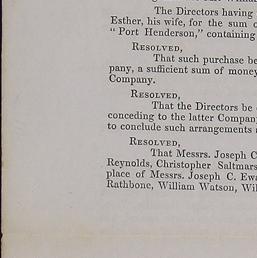 The Directors having
Esther, his wife, for the sum o
"Port Henderson," containing
RESOLVED,
That such purchase be
pany, a sufficient sum of money
Company.
RESOLVED,
That the Directors be
conceding to the latter Company
to conclude such arrangements
RESOLVED,
That Messrs. Joseph C.
Reynolds, Christopher Saltmars
place of Messrs. Joseph C. Ewa
Rathbone, William Watson, Wil